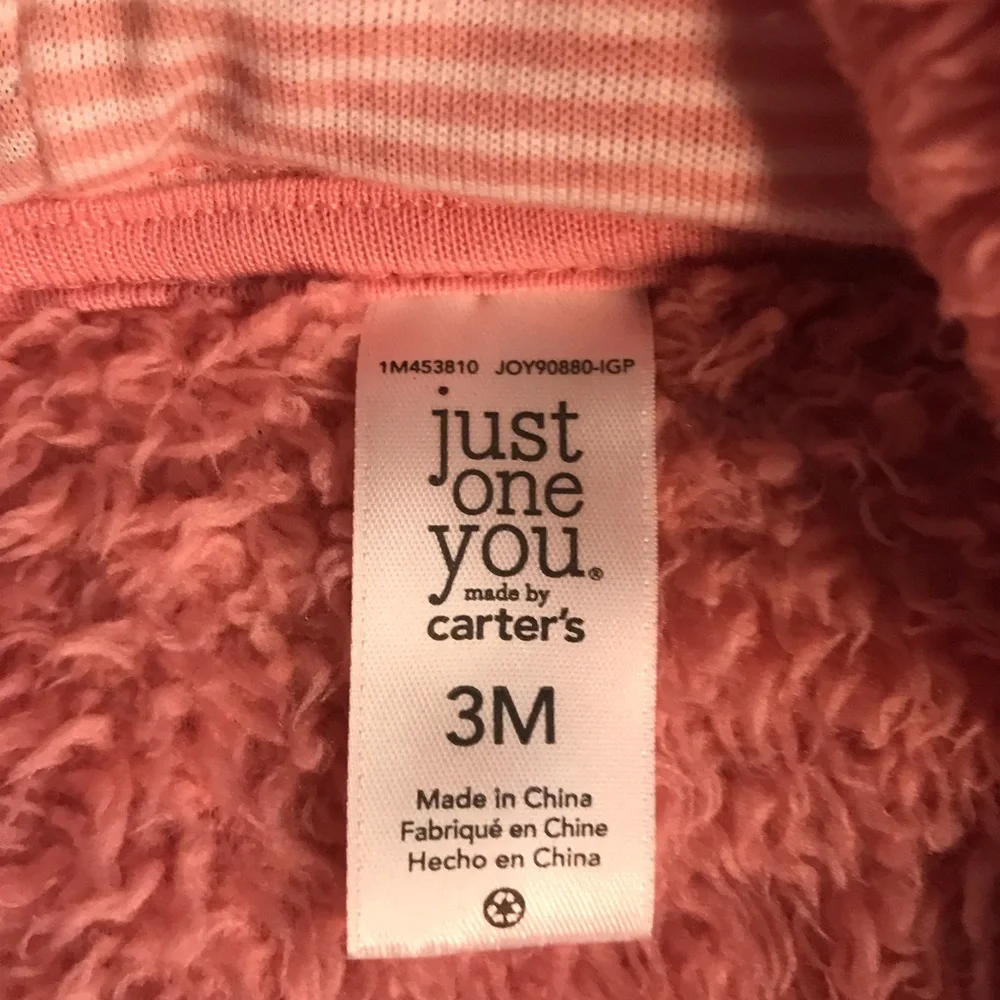 1M453810 JOY90880-IGP
just
one
you®
made by
carter's
3M
Made in China
Fabriqué en Chine
Hecho en China